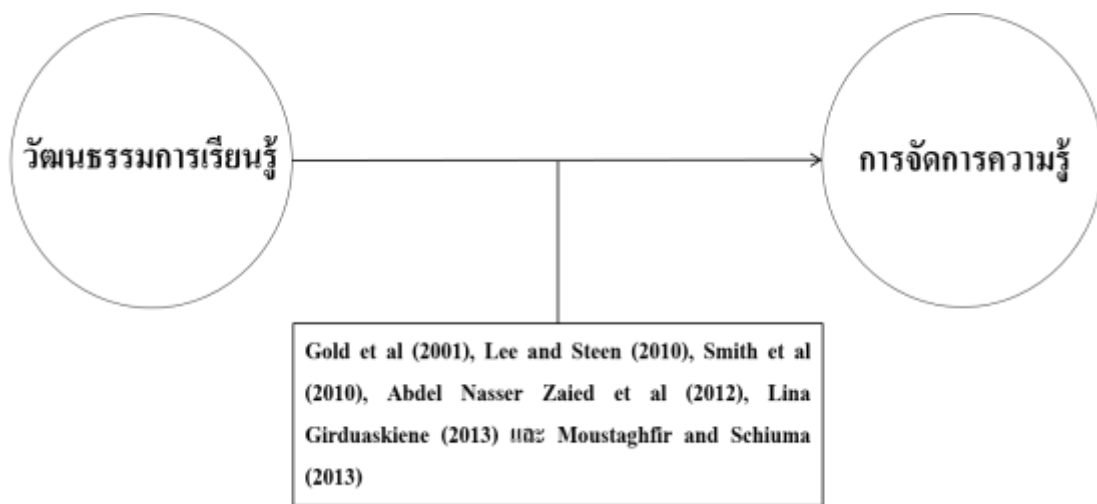 วัฒนธรรมการเรียนรู้
การจัดการความรู้
Gold et al (2001), Lee and Steen (2010), Smith et al
(2010), Abdel Nasser Zaied et al (2012), Lina
Girduaskiene (2013) และ Moustaghfir and Schiuma
(2013)